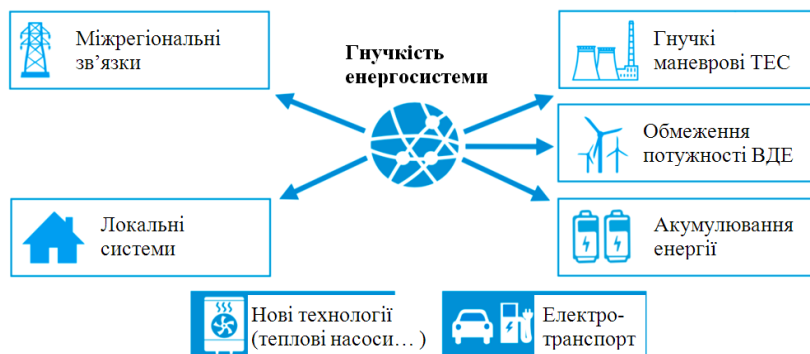 Міжрегіональні
зв’язки
Гнучкість
енергосистеми
Гнучкі
маневрові ТЕС
Обмеження
потужності ВДЕ
Локальні
системи
Акумулювання
енергії
Нові технології
(теплові насоси… )
Електро-
транспорт